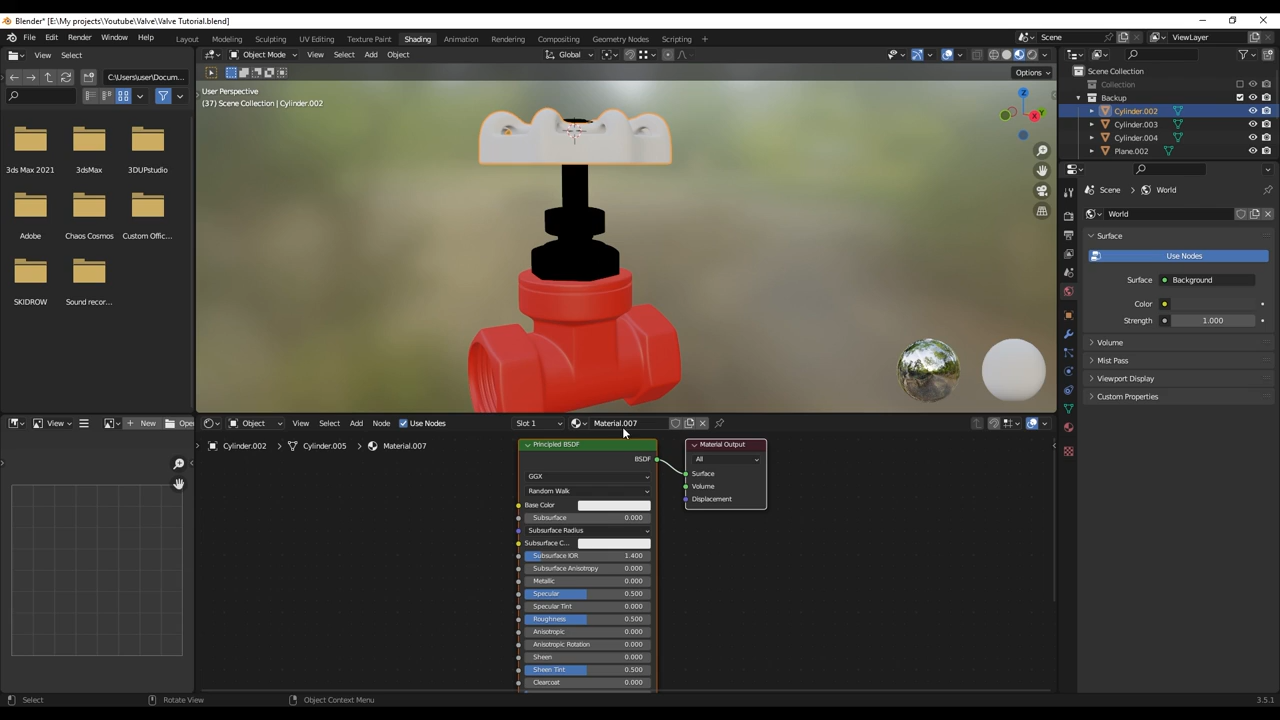 Blender* [E:\My projects\Youtube\Valve\Valve Tutorial.blend]
File Edit Render Window Help Layout Modeling Sculpting UV Editing Texture Paint Shading Animation Rendering Compositing Geometry Nodes Scripting + Scene ViewLayer
View Select Object Mode View Select Add Object Global
C:\Users\user\Docum...
Options
User Perspective
(37) Scene Collection | Cylinder.002
3ds Max 2021 3dsMax 3DUPstudio
Adobe Chaos Cosmos Custom Offic...
SKIDROW Sound recor...
Z
X
Y
Scene Collection
Collection
Backup
Cylinder.002
Cylinder.003
Cylinder.004
Plane.002
Scene > World
World
Surface
Use Nodes
Surface Background
Color
Strength 1.000
Volume
Mist Pass
Viewport Display
Custom Properties
View New Open
Object View Select Add Node Use Nodes Slot 1 Material.007
Cylinder.002 > Cylinder.005 > Material.007
Principled BSDF
BSDF
GGX
Random Walk
Base Color
Subsurface 0.000
Subsurface Radius
Subsurface C...
Subsurface IOR 1.400
Subsurface Anisotropy 0.000
Metallic 0.000
Specular 0.500
Specular Tint 0.000
Roughness 0.500
Anisotropic 0.000
Anisotropic Rotation 0.000
Sheen 0.000
Sheen Tint 0.500
Clearcoat 0.000
Material Output
All
Surface
Volume
Displacement
Select Rotate View Object Context Menu 3.5.1